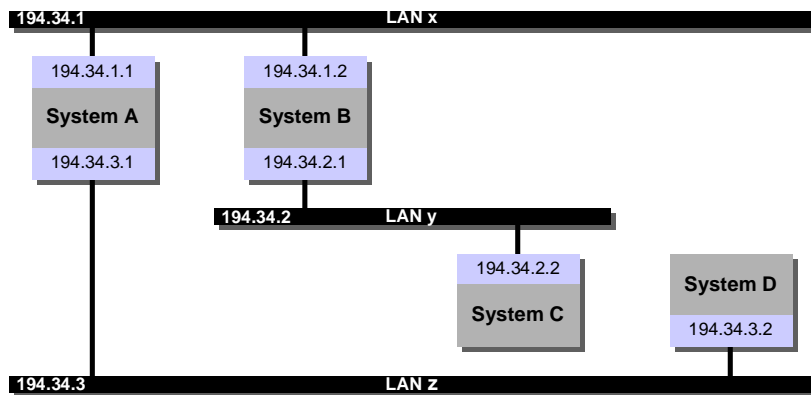 194.34.1 LAN x
194.34.1.1
194.34.1.2
System A
System B
194.34.3.1
194.34.2.1
194.34.2 LAN y
194.34.2.2
System C
System D
194.34.3.2
194.34.3 LAN z